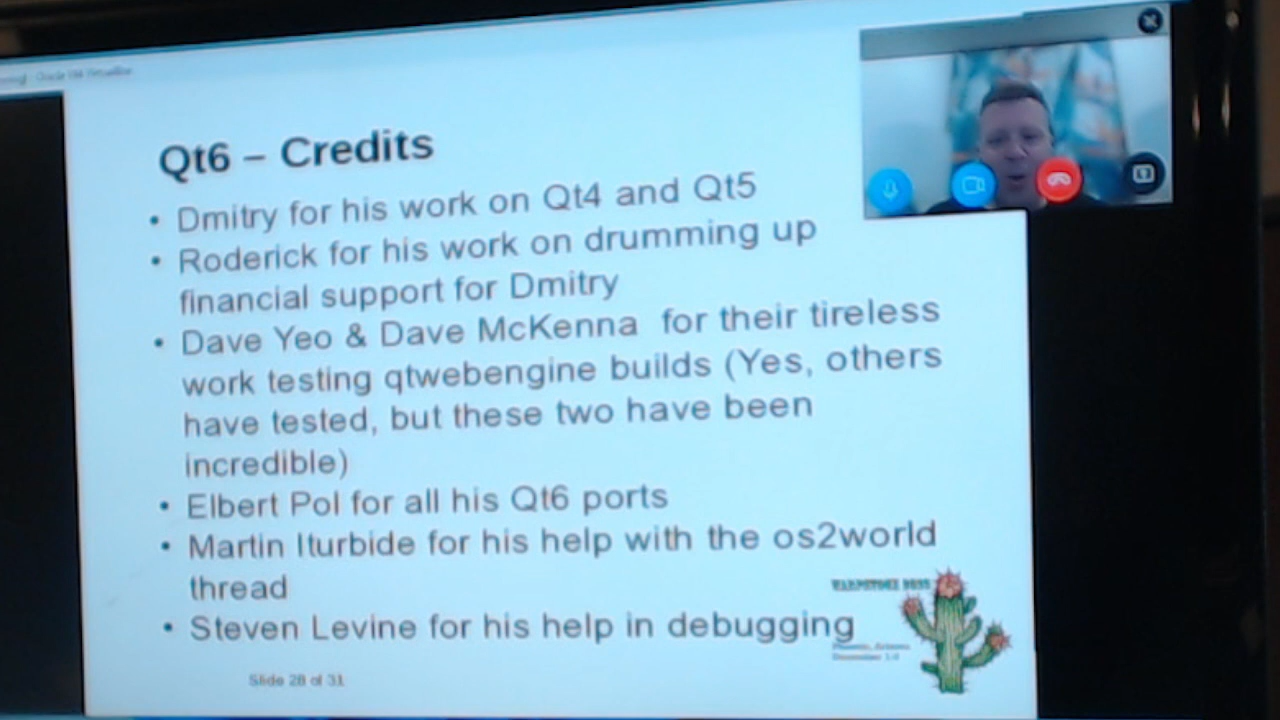 Qt6 – Credits
• Dmitry for his work on Qt4 and Qt5
• Roderick for his work on drumming up
financial support for Dmitry
• Dave Yeo & Dave McKenna for their tireless
work testing qtwebengine builds (Yes, others
have tested, but these two have been
incredible)
• Elbert Pol for all his Qt6 ports
• Martin Iturbide for his help with the os2world
thread
• Steven Levine for his help in debugging
Phoenix, Arizona
Slide 28 of 31